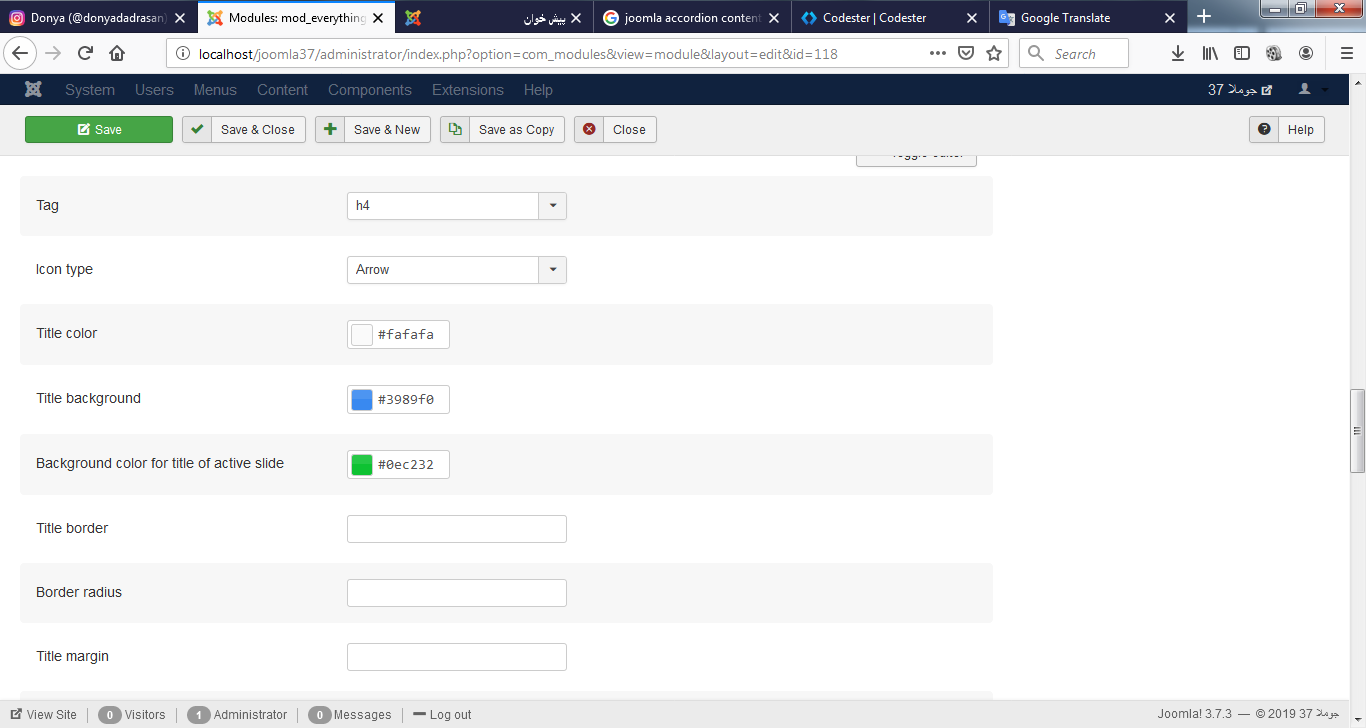 Donya (@donyadadrasan)
Modules: mod_everything
پیش خوان
joomla accordion content
Codester | Codester
Google Translate
localhost/joomla37/administrator/index.php?option=com_modules&view=module&layout=edit&id=118
Search
System Users Menus Content Components Extensions Help
جوملا 37
Save
Save & Close
Save & New
Save as Copy
Close
Help
Toggle editor
Tag
h4
Icon type
Arrow
Title color
#fafafa
Title background
#3989f0
Background color for title of active slide
#0ec232
Title border
Border radius
Title margin
View Site 0 Visitors 1 Administrator 0 Messages Log out
Joomla! 3.7.3 — © 2019 جوملا 37